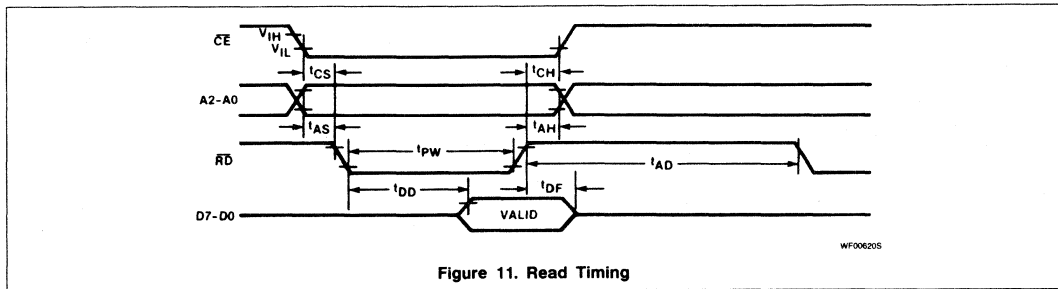 CE
VIH
VIL
tCS
tCH
A2-A0
tAS
tAH
RD
tPW
tAD
tDD
tDF
D7-D0
VALID
WF00620S
Figure 11. Read Timing